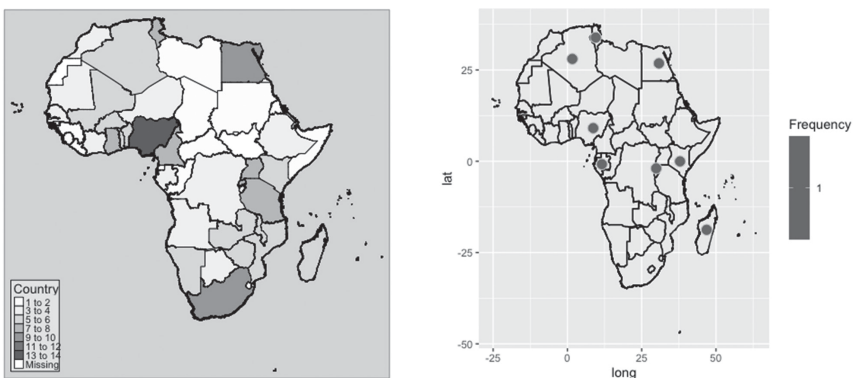 Country
1 to 2
3 to 4
5 to 6
7 to 8
9 to 10
11 to 12
13 to 14
Missing
lat
25
0
-25
-50
-25
0
25
50
long
Frequency
1